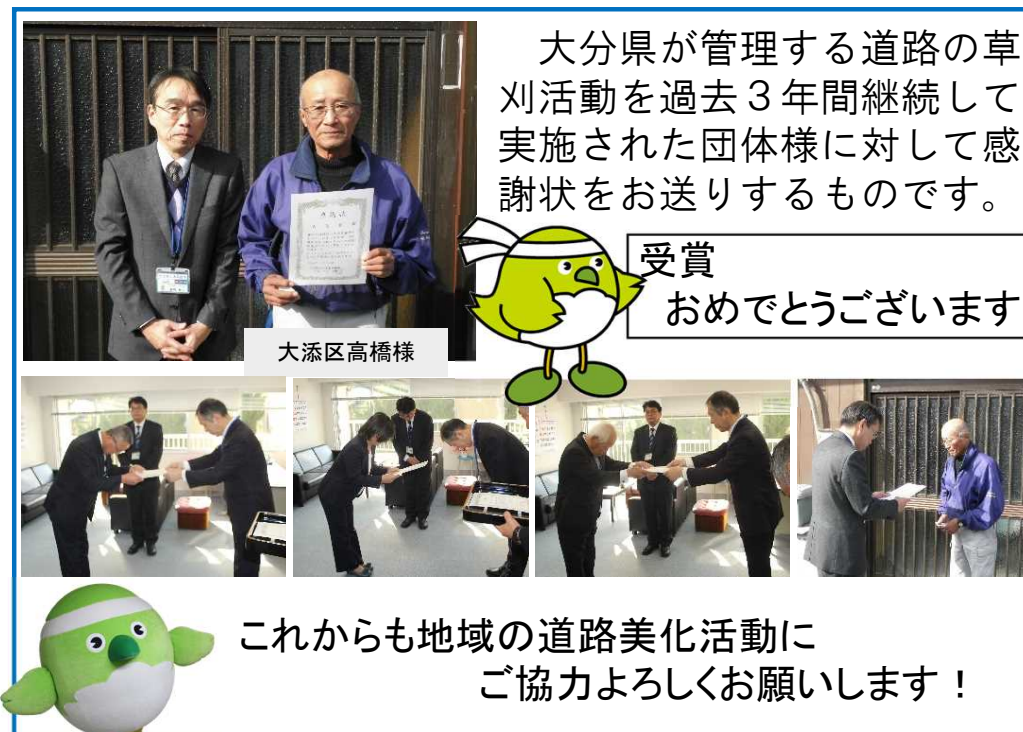 大分県が管理する道路の草
刈活動を過去３年間継続して
実施された団体様に対して感
謝状をお送りするものです。
受賞
おめでとうございます
大添区高橋様
これからも地域の道路美化活動に
ご協力よろしくお願いします！